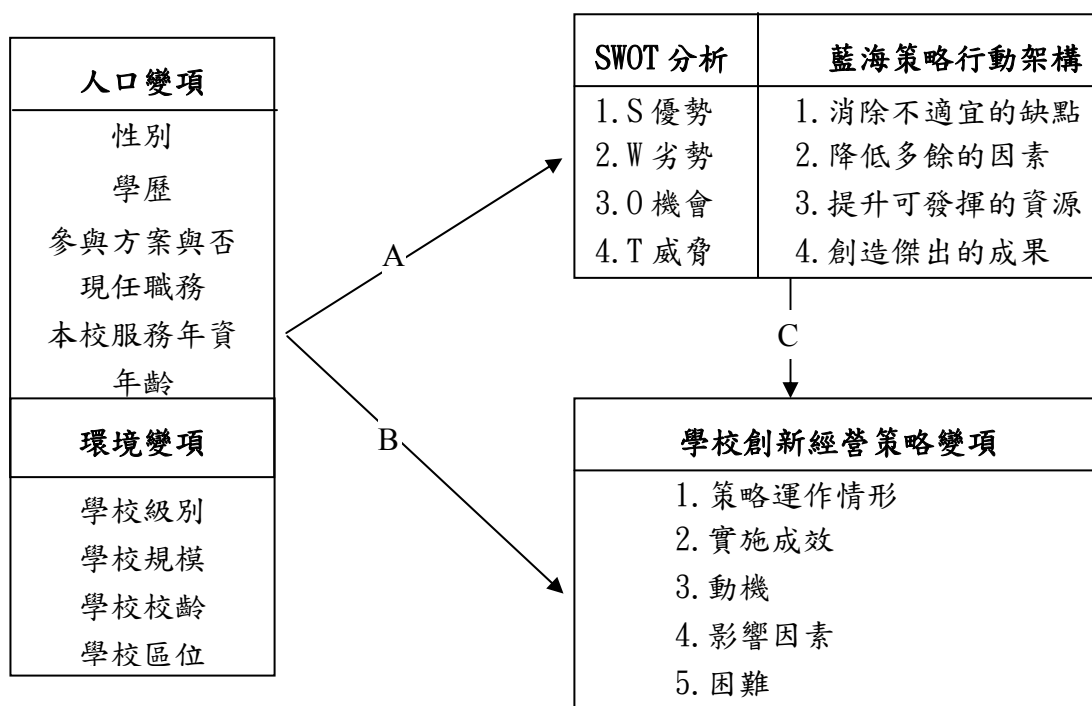 人口變項
性別
學歷
參與方案與否
現任職務
本校服務年資
年齡
環境變項
學校級別
學校規模
學校校齡
學校區位
A
B
SWOT 分析
1.S 優勢
2.W 劣勢
3.O 機會
4.T 威脅
藍海策略行動架構
1.消除不適宜的缺點
2.降低多餘的因素
3.提升可發揮的資源
4.創造傑出的成果
C
學校創新經營策略變項
1.策略運作情形
2.實施成效
3.動機
4.影響因素
5.困難